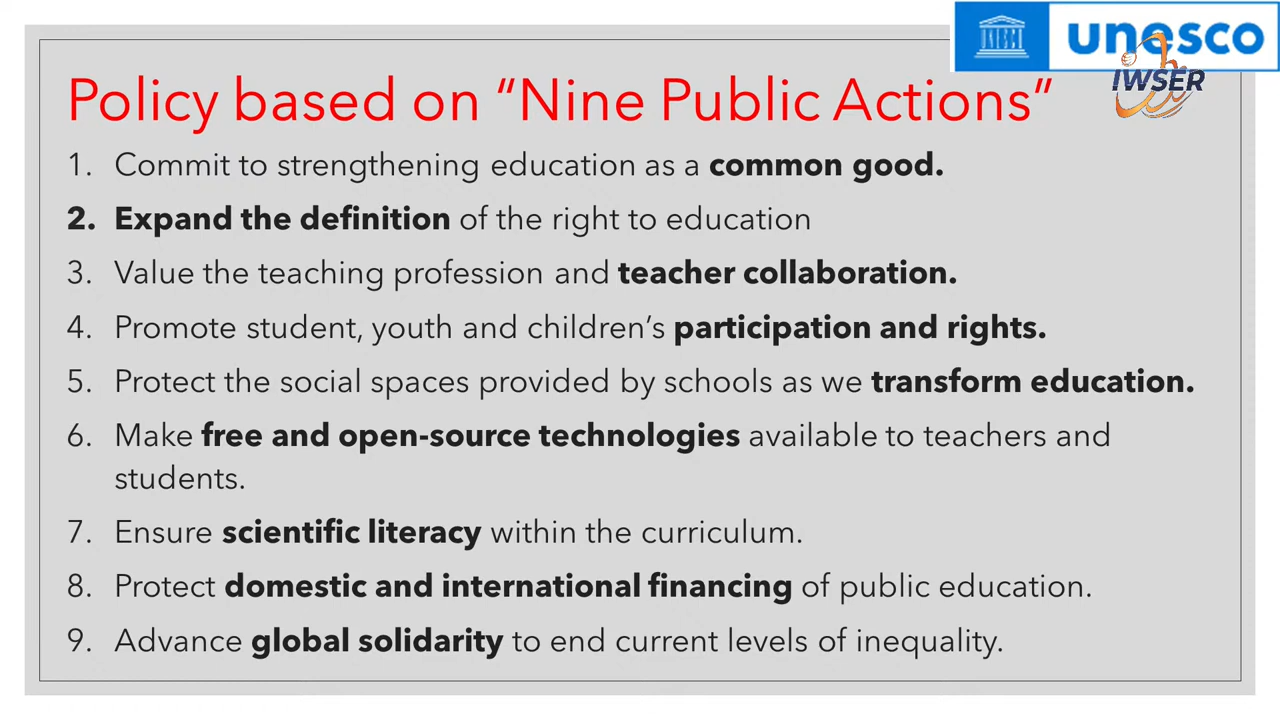 unesco
IWSER
Policy based on “Nine Public Actions”
1. Commit to strengthening education as a common good.
2. Expand the definition of the right to education
3. Value the teaching profession and teacher collaboration.
4. Promote student, youth and children’s participation and rights.
5. Protect the social spaces provided by schools as we transform education.
6. Make free and open-source technologies available to teachers and
students.
7. Ensure scientific literacy within the curriculum.
8. Protect domestic and international financing of public education.
9. Advance global solidarity to end current levels of inequality.